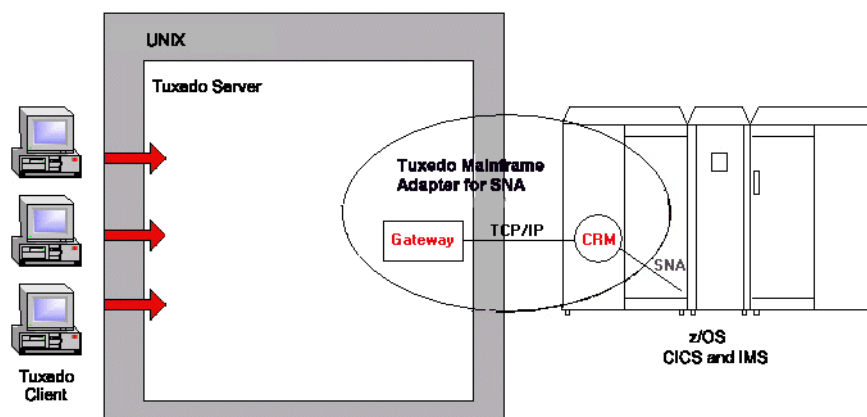 UNIX
Tuxedo Server
Tuxedo Mainframe
Adapter for SNA
Gateway
TCP/IP
CRM
SNA
z/OS
CICS and IMS
Tuxedo
Client